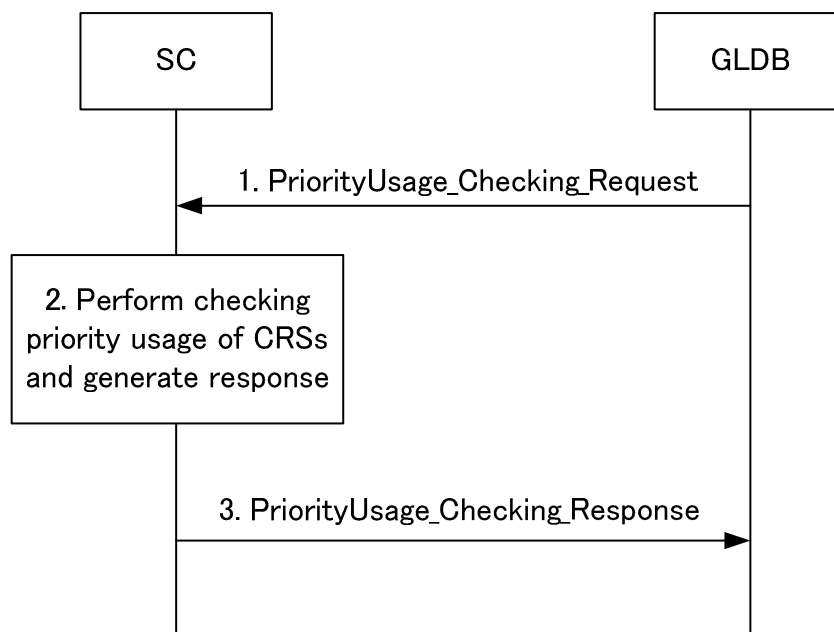 SC
GLDB
1. PriorityUsage_Checking_Request
2. Perform checking
priority usage of CRSs
and generate response
3. PriorityUsage_Checking_Response